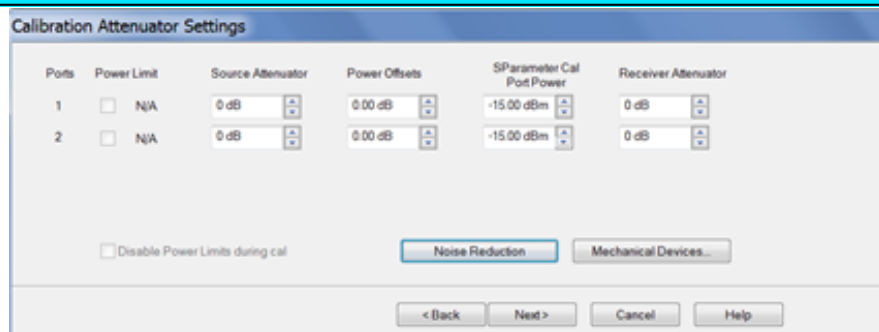 Calibration Attenuator Settings
Ports Power Limit Source Attenuator Power Offsets SParameter Cal Port Power Receiver Attenuator
1 N/A 0 dB 0.00 dB -15.00 dBm 0 dB
2 N/A 0 dB 0.00 dB -15.00 dBm 0 dB
Disable Power Limits during cal Noise Reduction Mechanical Devices...
< Back Next > Cancel Help